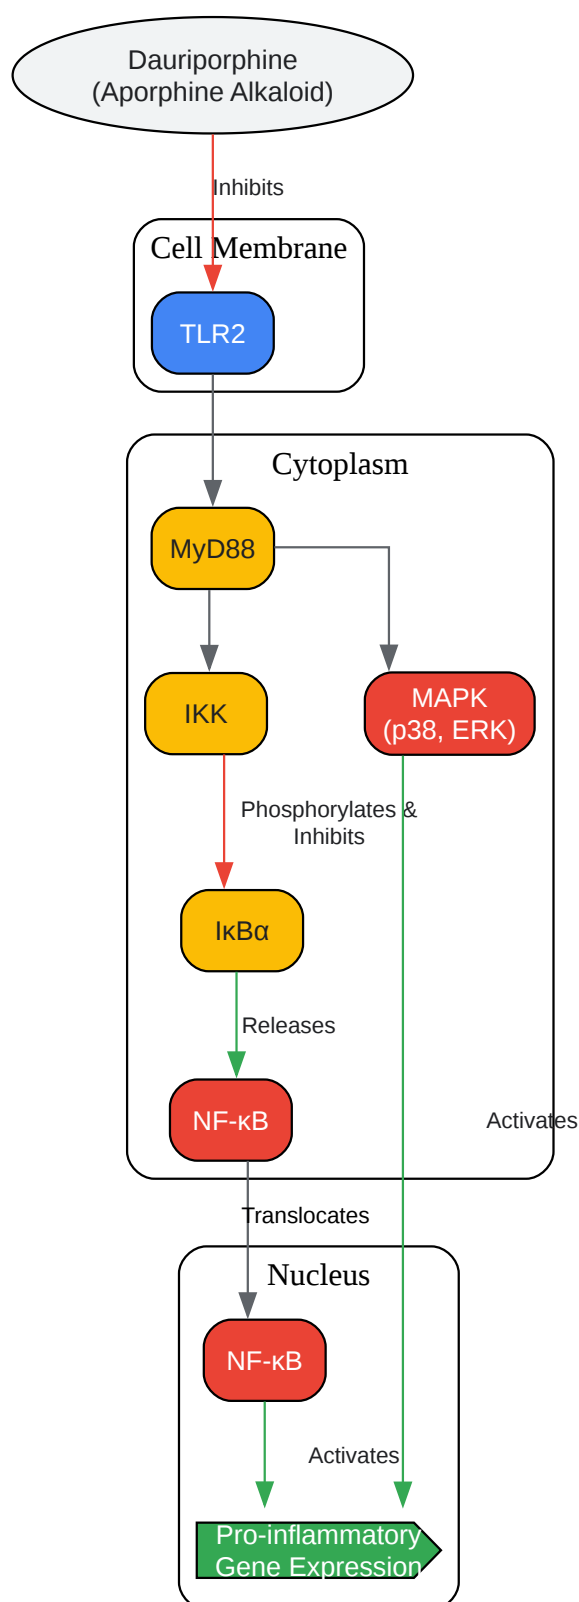 Dauriporphine
(Aporphine Alkaloid)
Inhibits
Cell Membrane
TLR2
Cytoplasm
MyD88
IKK
MAPK
(p38, ERK)
Phosphorylates &
Inhibits
IκBα
Releases
NF-κB
Activates
Translocates
Nucleus
NF-κB
Activates
Pro-inflammatory
Gene Expression